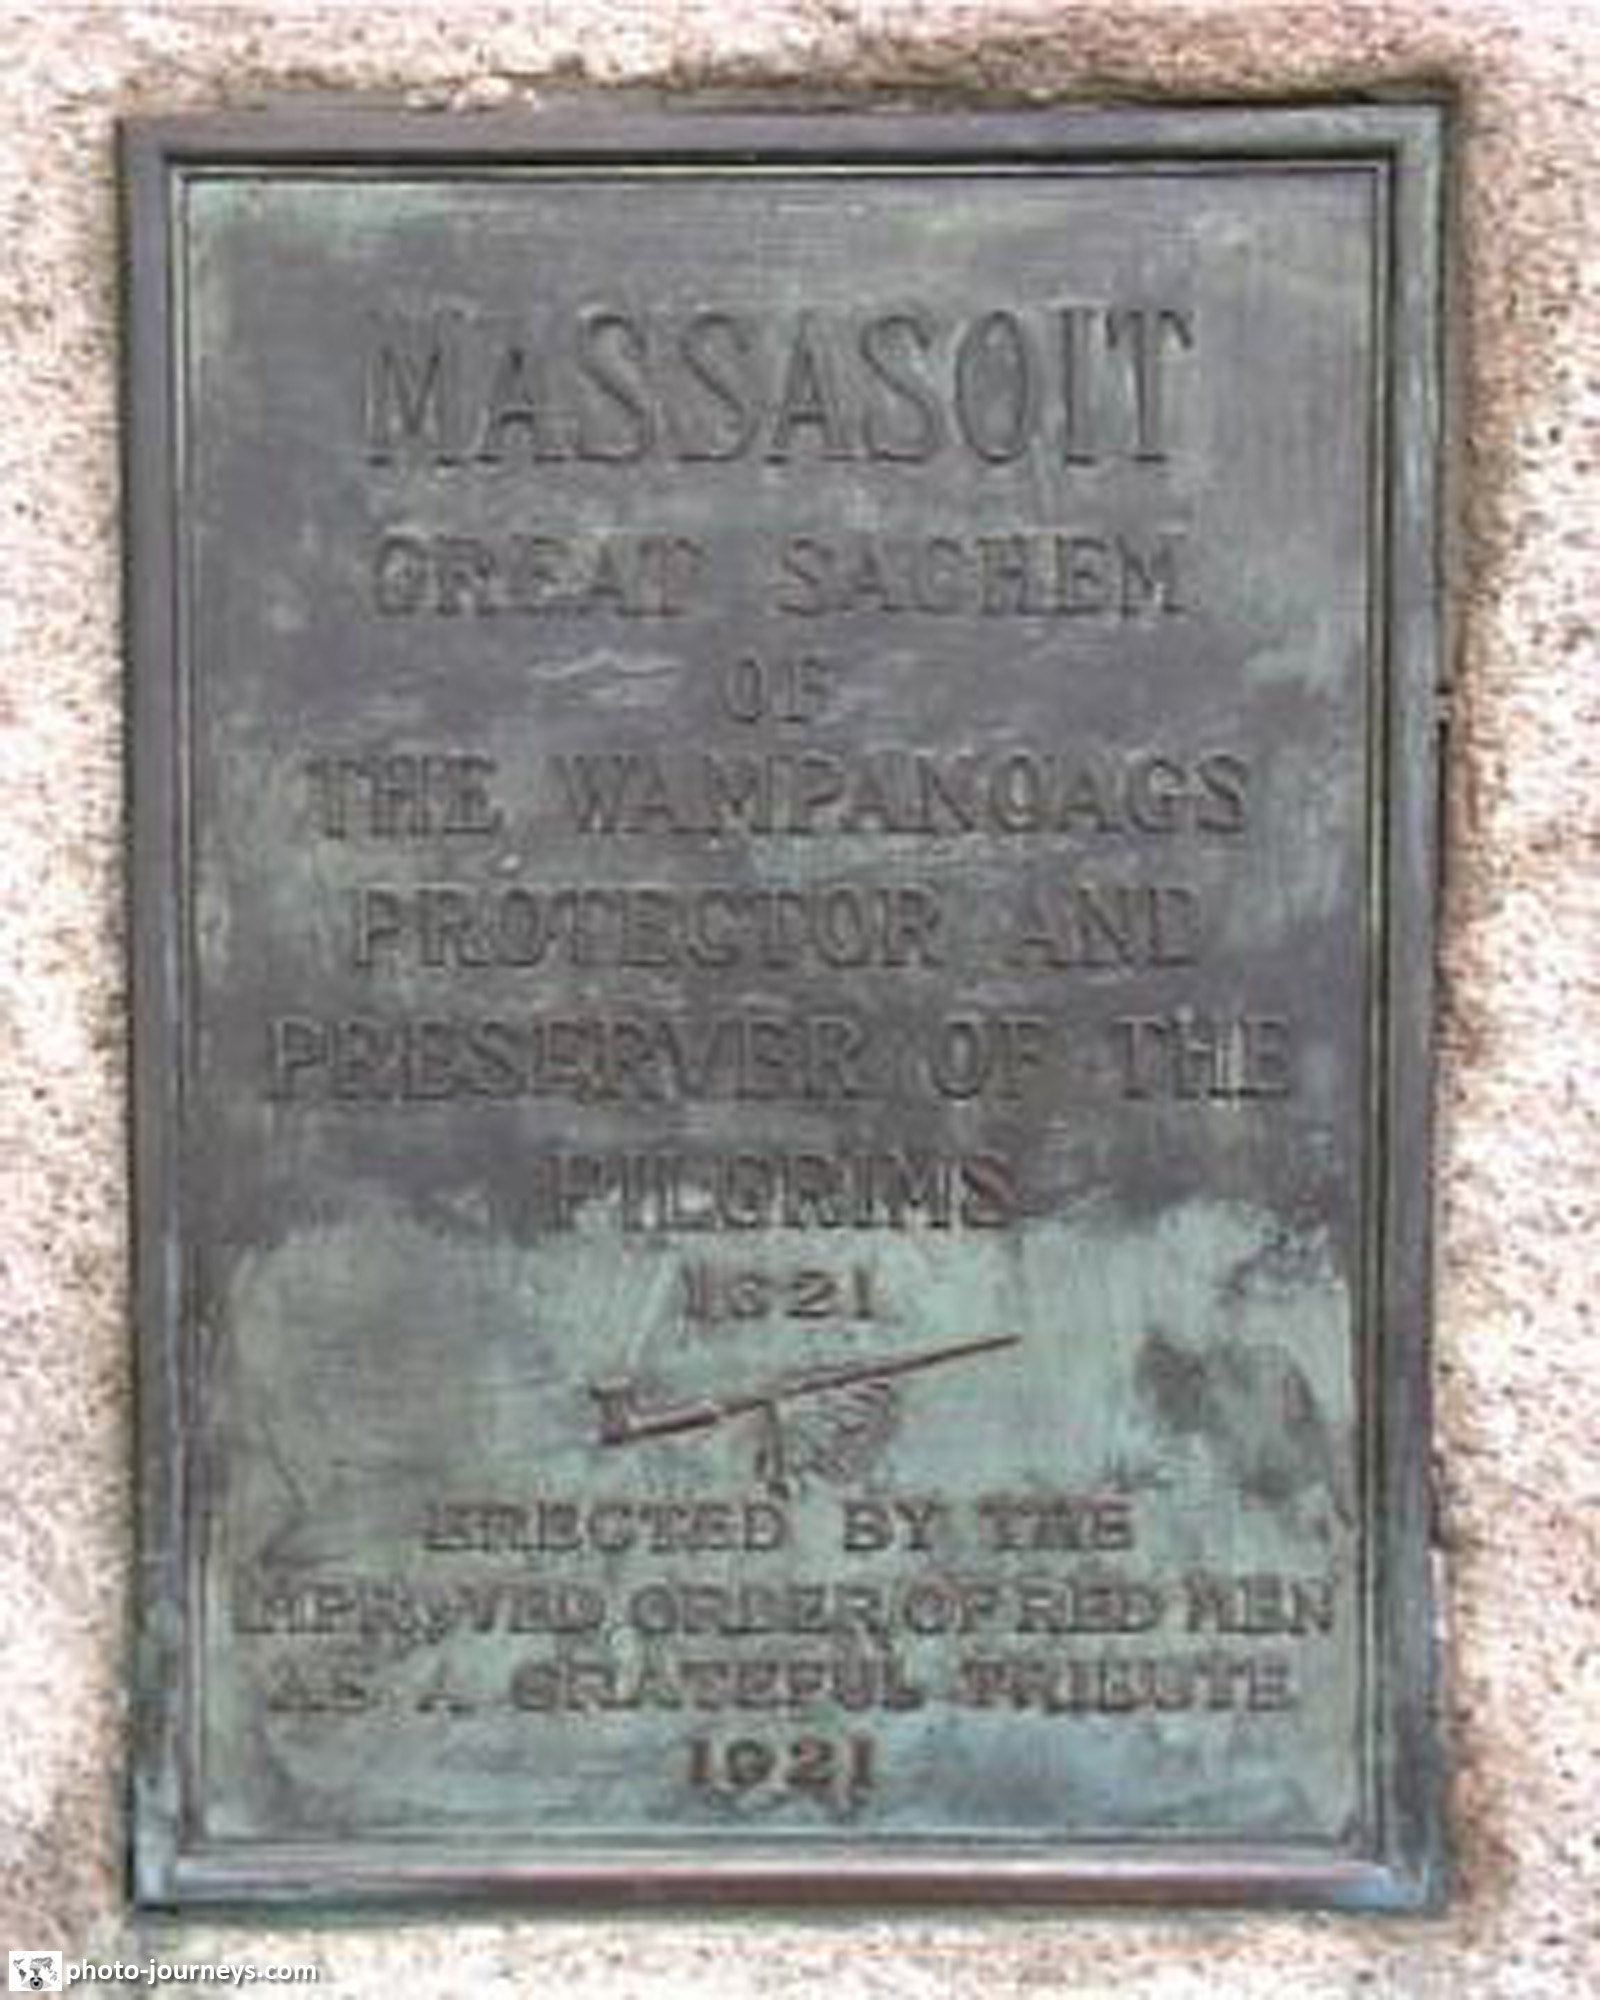 MASSASOIT
GREAT SACHEM
OF
THE WAMPANOAGS
PROTECTOR AND
PRESERVER OF THE
PILGRIMS
1621
ERECTED BY THE
IMPROVED ORDER OF RED MEN
AS A GRATEFUL TRIBUTE
1921
photo-journeys.com